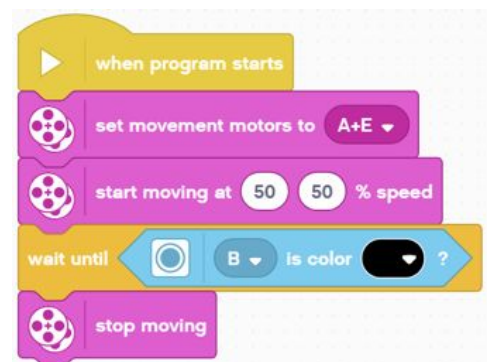 when program starts
set movement motors to A+E
start moving at 50 50 % speed
wait until B is color ?
stop moving